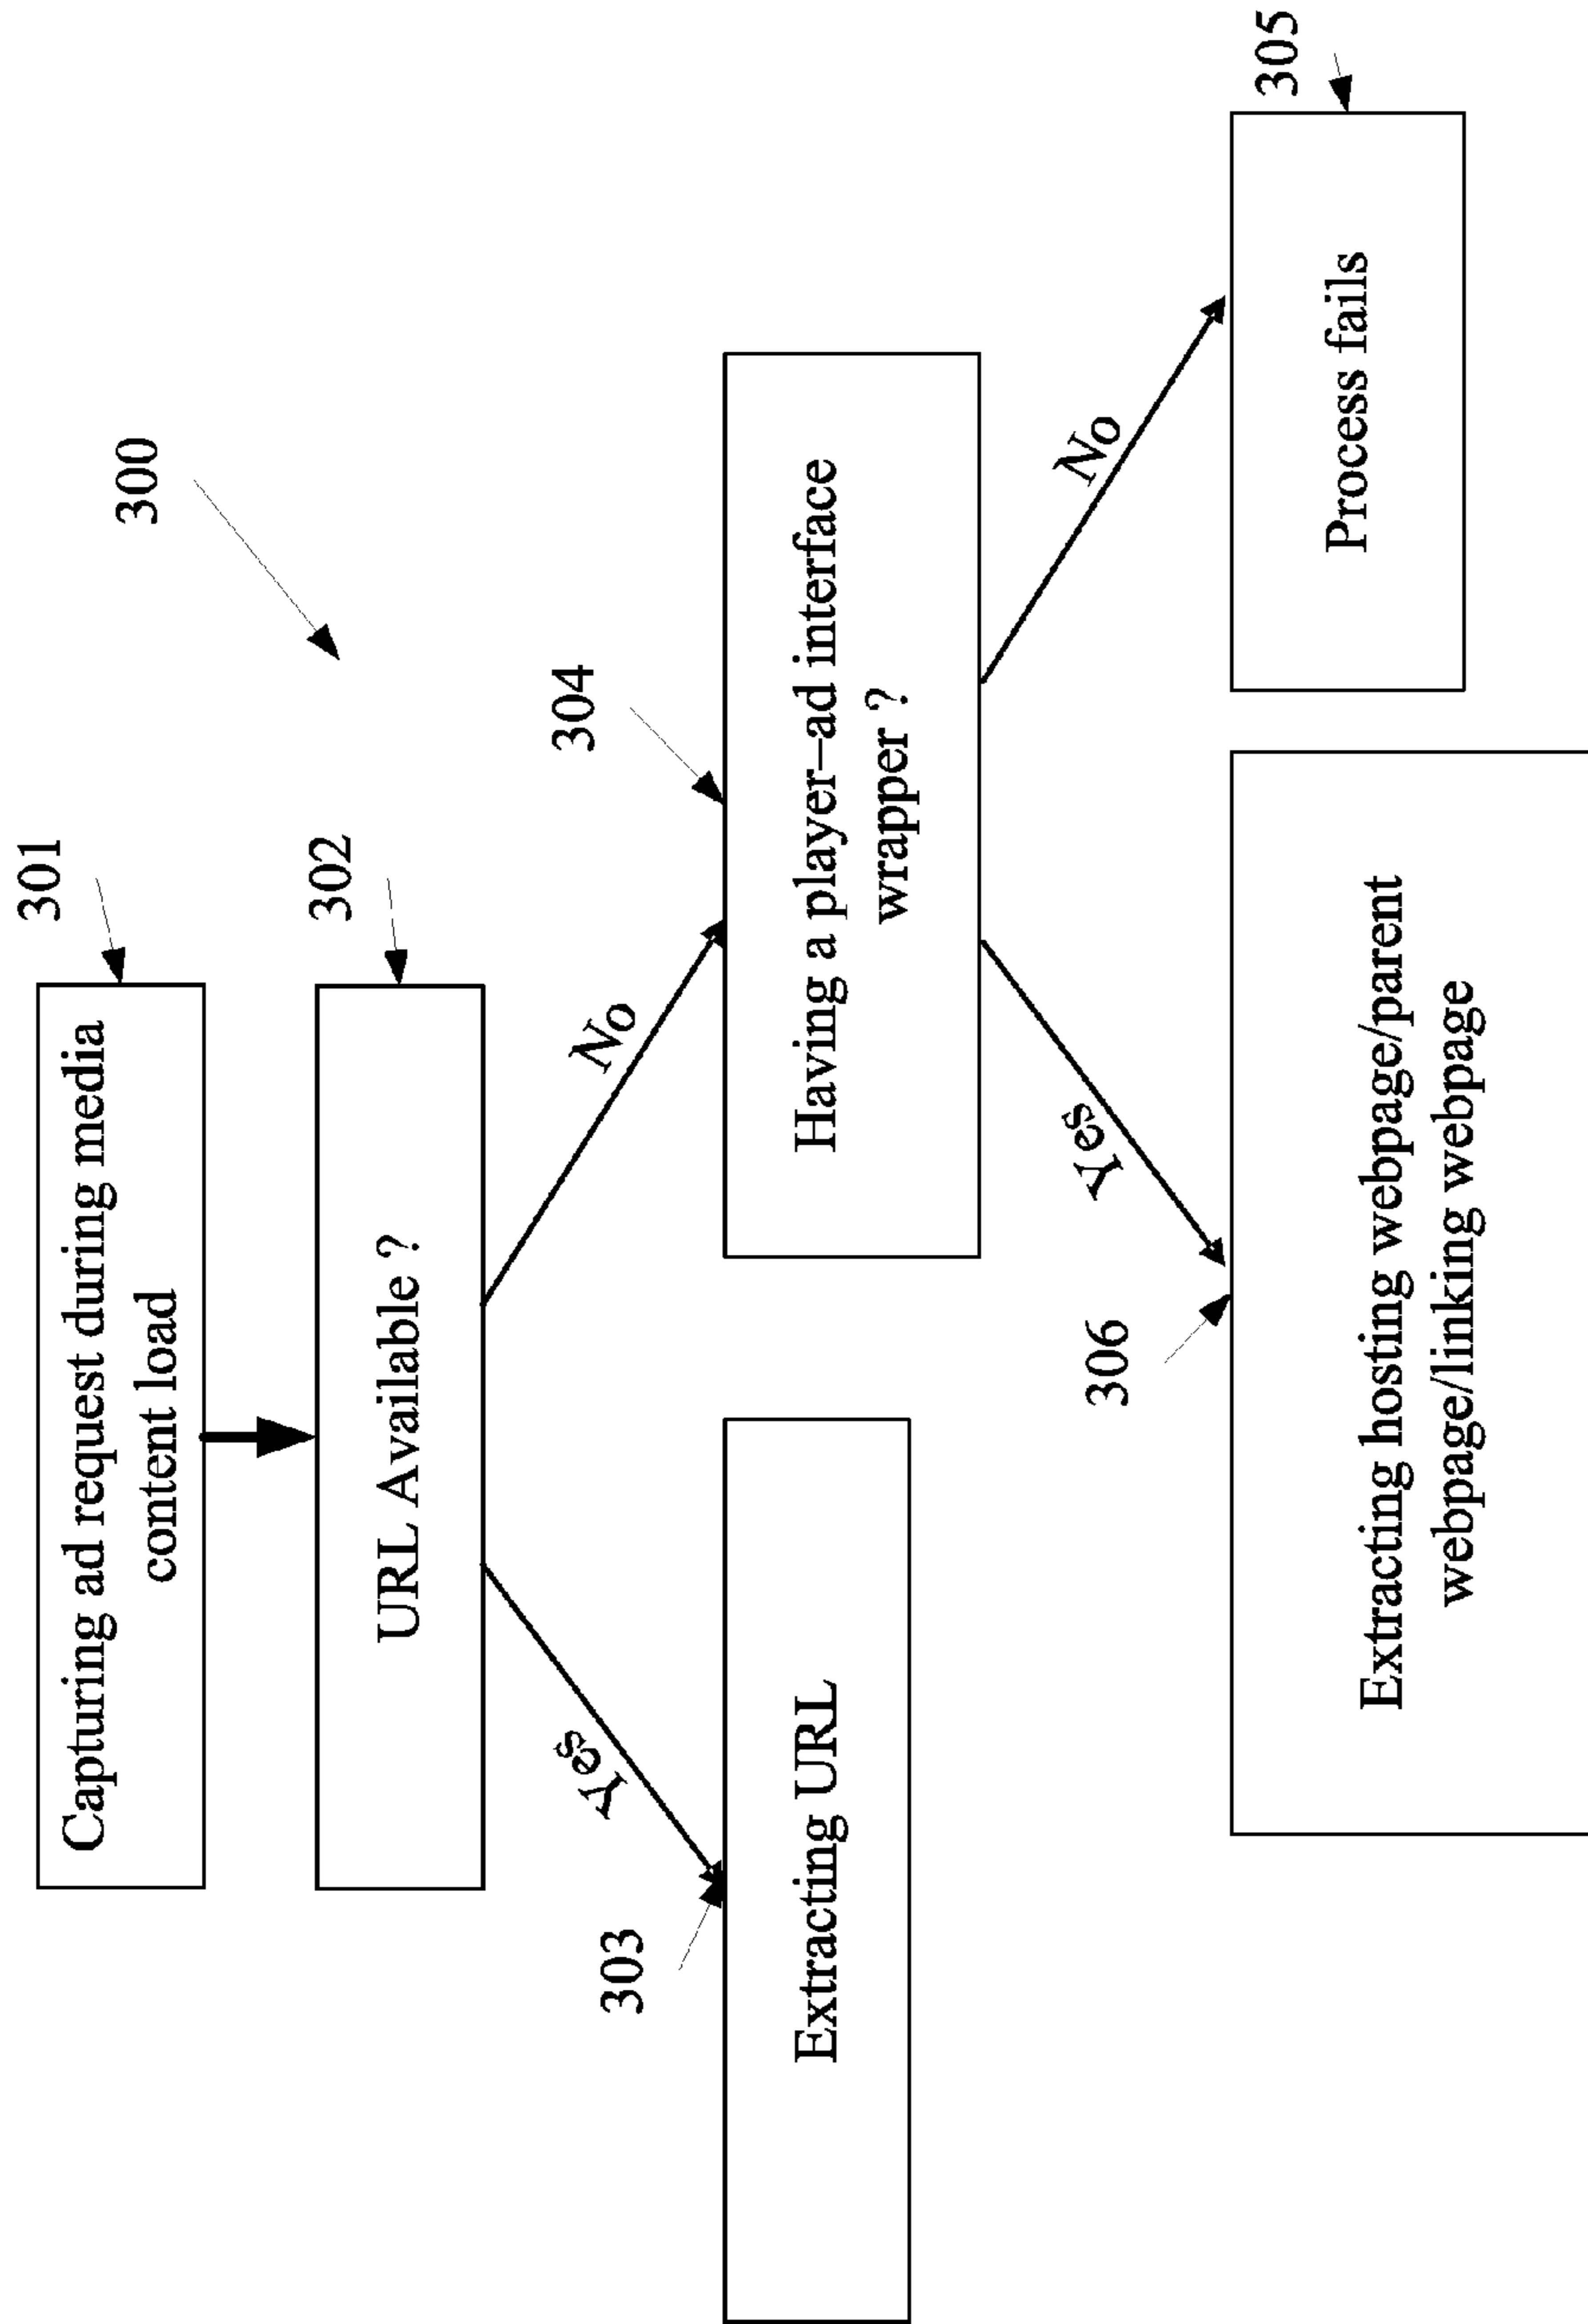 300
301
Capturing ad request during media
content load
302
URL Available ?
Yes
No
303
Extracting URL
304
Having a player–ad interface
wrapper ?
Yes
No
306
Extracting hosting webpage/parent
webpage/linking webpage
305
Process fails